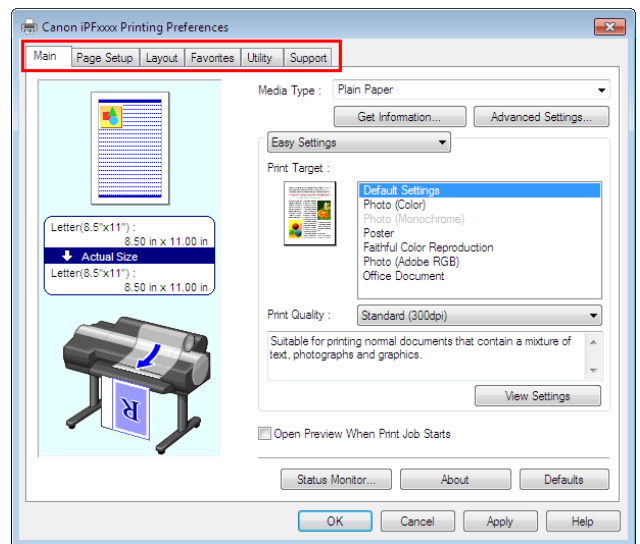 Canon iPFxxxx Printing Preferences
Main Page Setup Layout Favorites Utility Support
Media Type : Plain Paper
Get Information... Advanced Settings...
Easy Settings
Print Target :
Default Settings
Photo (Color)
Photo (Monochrome)
Poster
Faithful Color Reproduction
Photo (Adobe RGB)
Office Document
Letter(8.5"x11") :
8.50 in x 11.00 in
Actual Size
Letter(8.5"x11") :
8.50 in x 11.00 in
R
Print Quality : Standard (300dpi)
Suitable for printing normal documents that contain a mixture of
text, photographs and graphics.
View Settings
Open Preview When Print Job Starts
Status Monitor... About Defaults
OK Cancel Apply Help